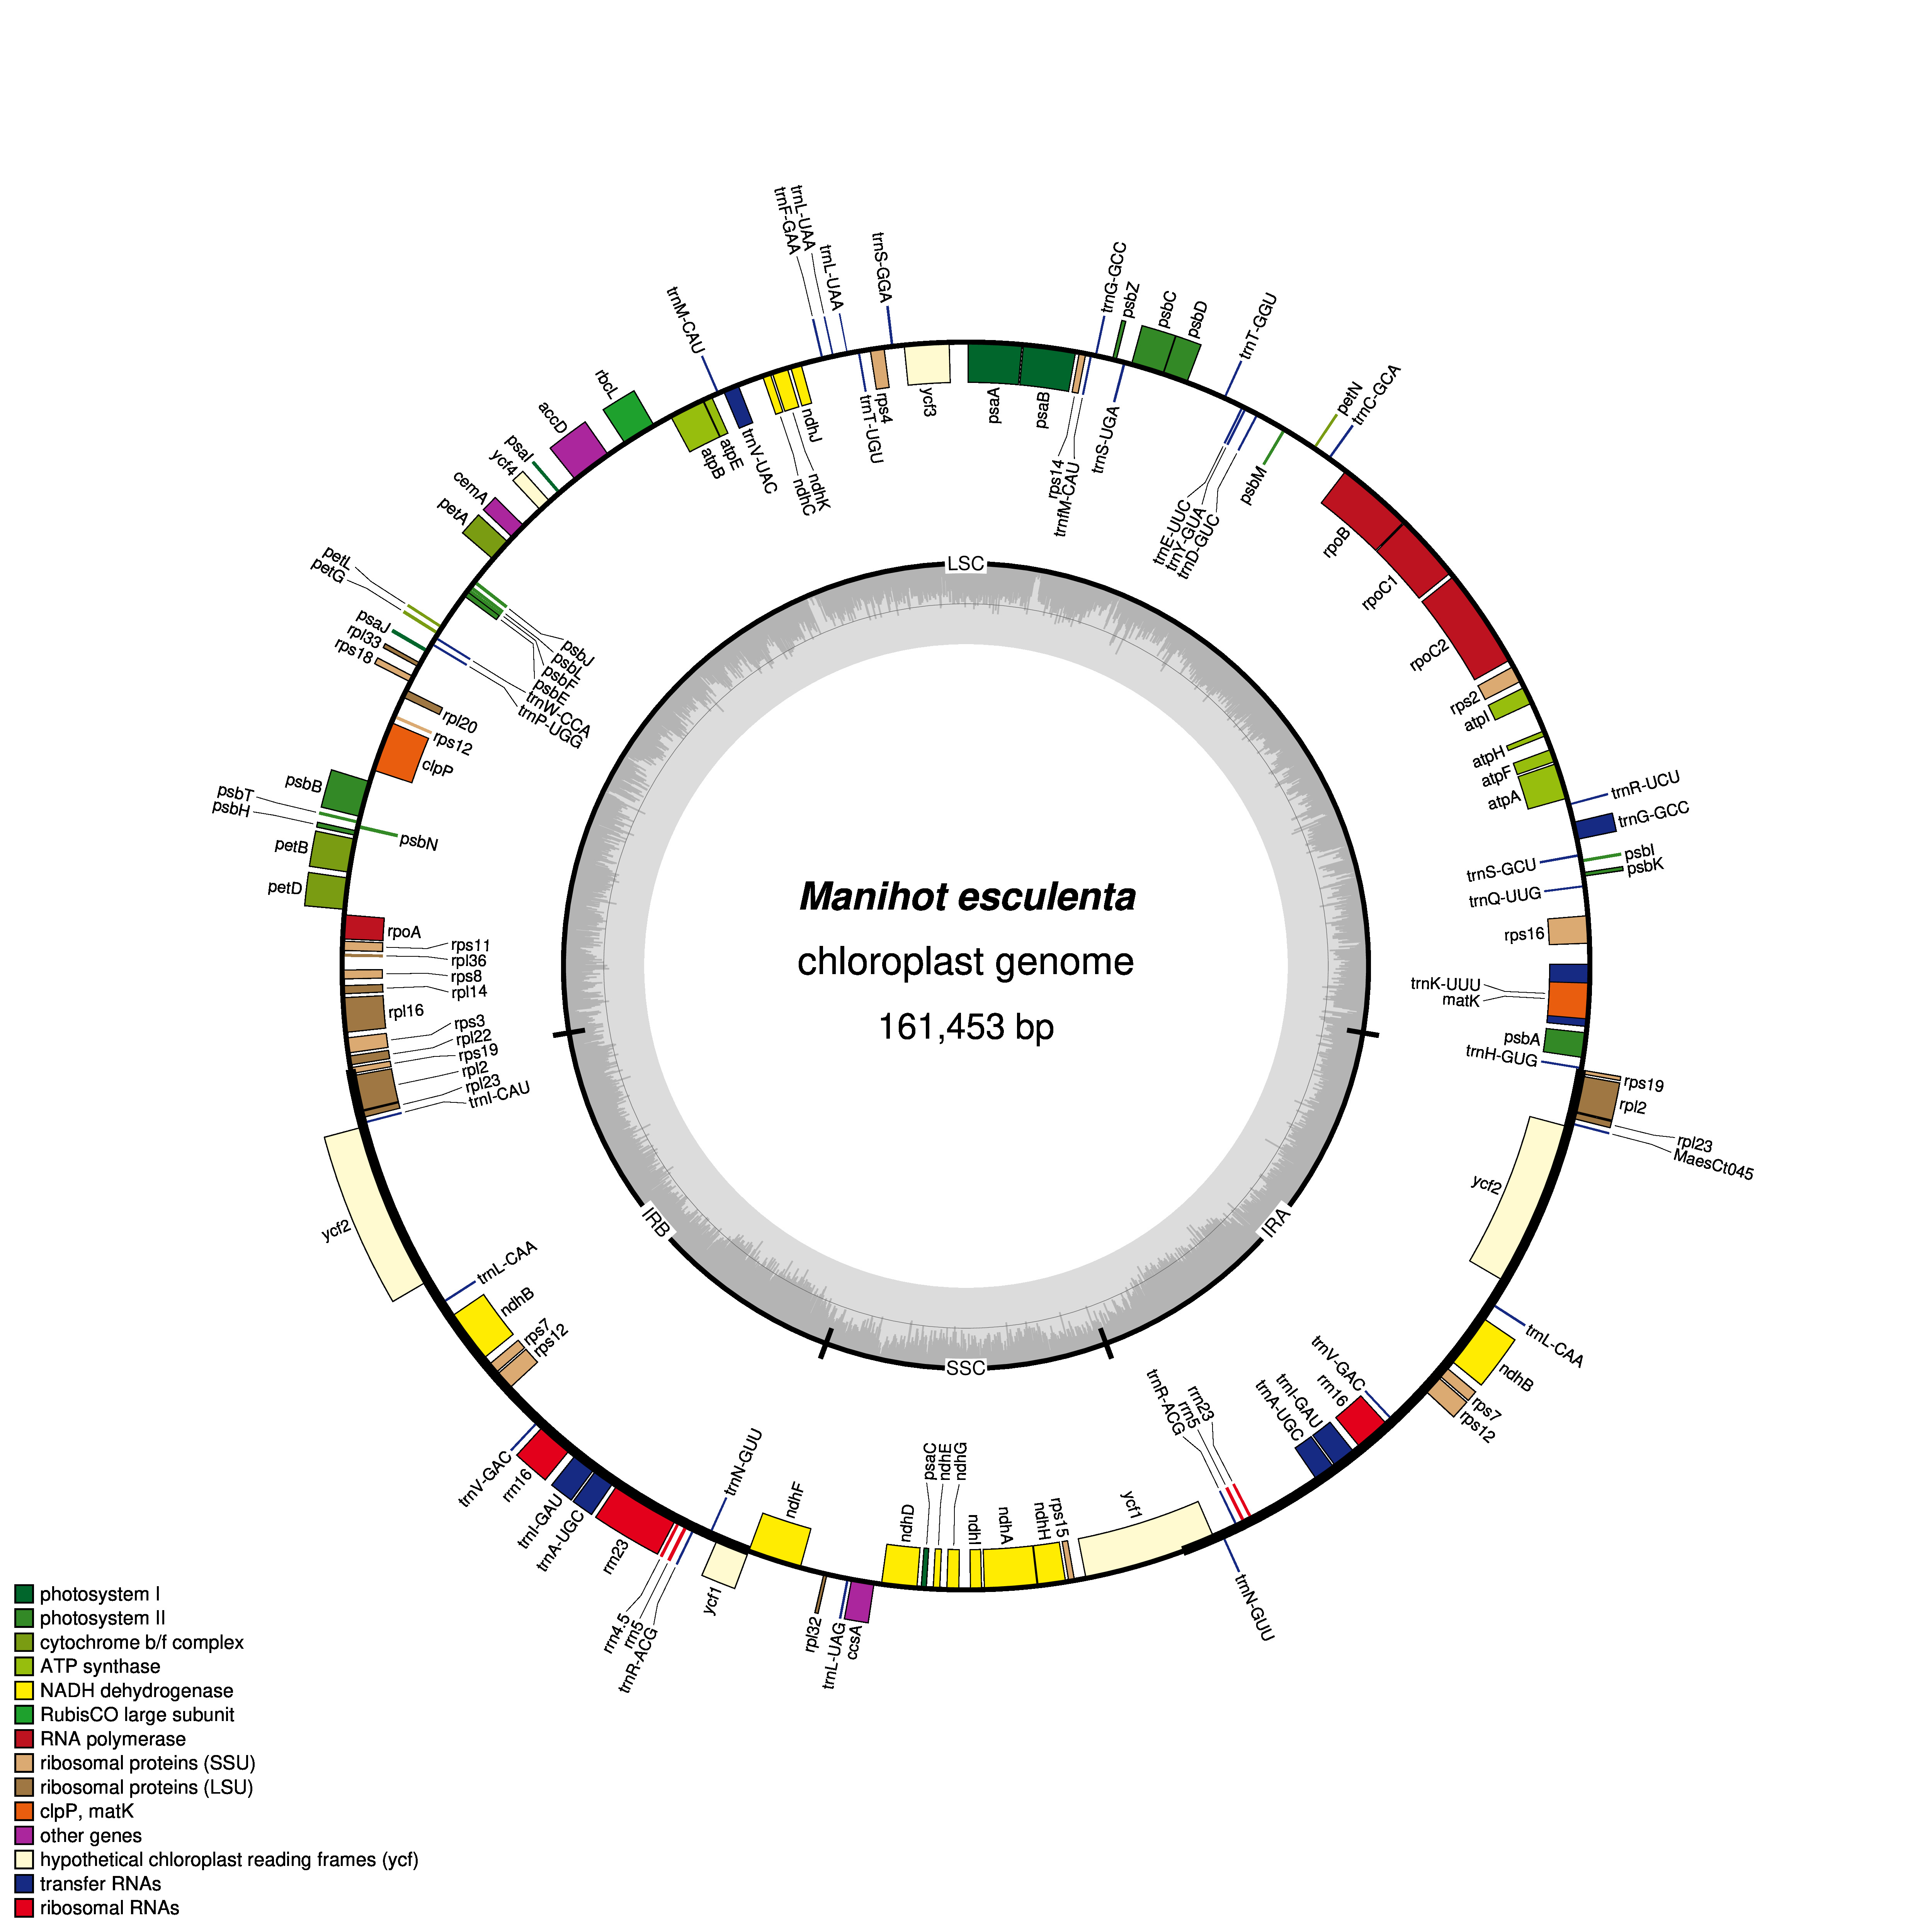 Manihot esculenta
chloroplast genome
161,453 bp
LSC
IRA
SSC
IRB
psaA
psaB
rps14
trnfM-CAU
trnG-GCC
psbZ
trnS-UGA
psbC
psbD
trnT-GGU
trnE-UUC
trnY-GUA
trnD-GUC
psbM
petN
trnC-GCA
rpoB
rpoC1
rpoC2
rps2
atpI
atpH
atpF
atpA
trnR-UCU
trnG-GCC
trnS-GCU
psbI
psbK
trnQ-UUG
rps16
trnK-UUU
matK
psbA
trnH-GUG
rps19
rpl2
rpl23
MaesCt045
ycf2
trnL-CAA
ndhB
rps7
rps12
trnV-GAC
rrn16
trnI-GAU
trnA-UGC
rrn23
rrn5
trnR-ACG
trnN-GUU
ycf1
rps15
ndhH
ndhA
ndhI
ndhG
ndhE
psaC
ndhD
ccsA
trnL-UAG
rpl32
ndhF
ycf1
trnN-GUU
trnR-ACG
rrn5
rrn4.5
rrn23
trnA-UGC
trnI-GAU
rrn16
trnV-GAC
rps12
rps7
ndhB
trnL-CAA
ycf2
trnI-CAU
rpl23
rpl2
rps19
rpl22
rps3
rpl16
rpl14
rps8
rpl36
rps11
rpoA
petD
petB
psbN
psbH
psbT
psbB
clpP
rps12
rpl20
rps18
rpl33
psaJ
trnP-UGG
trnW-CCA
petG
petL
psbE
psbF
psbL
psbJ
petA
cemA
ycf4
psaI
accD
rbcL
atpB
atpE
trnM-CAU
trnV-UAC
ndhC
ndhK
ndhJ
trnF-GAA
trnL-UAA
trnL-UAA
trnT-UGU
rps4
trnS-GGA
ycf3
photosystem I
photosystem II
cytochrome b/f complex
ATP synthase
NADH dehydrogenase
RubisCO large subunit
RNA polymerase
ribosomal proteins (SSU)
ribosomal proteins (LSU)
clpP, matK
other genes
hypothetical chloroplast reading frames (ycf)
transfer RNAs
ribosomal RNAs